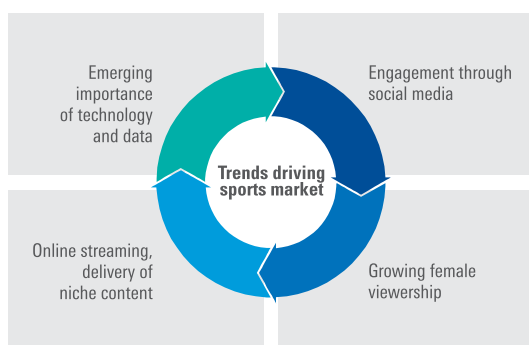 Emerging
importance
of technology
and data
Engagement through
social media
Trends driving
sports market
Online streaming,
delivery of
niche content
Growing female
viewership